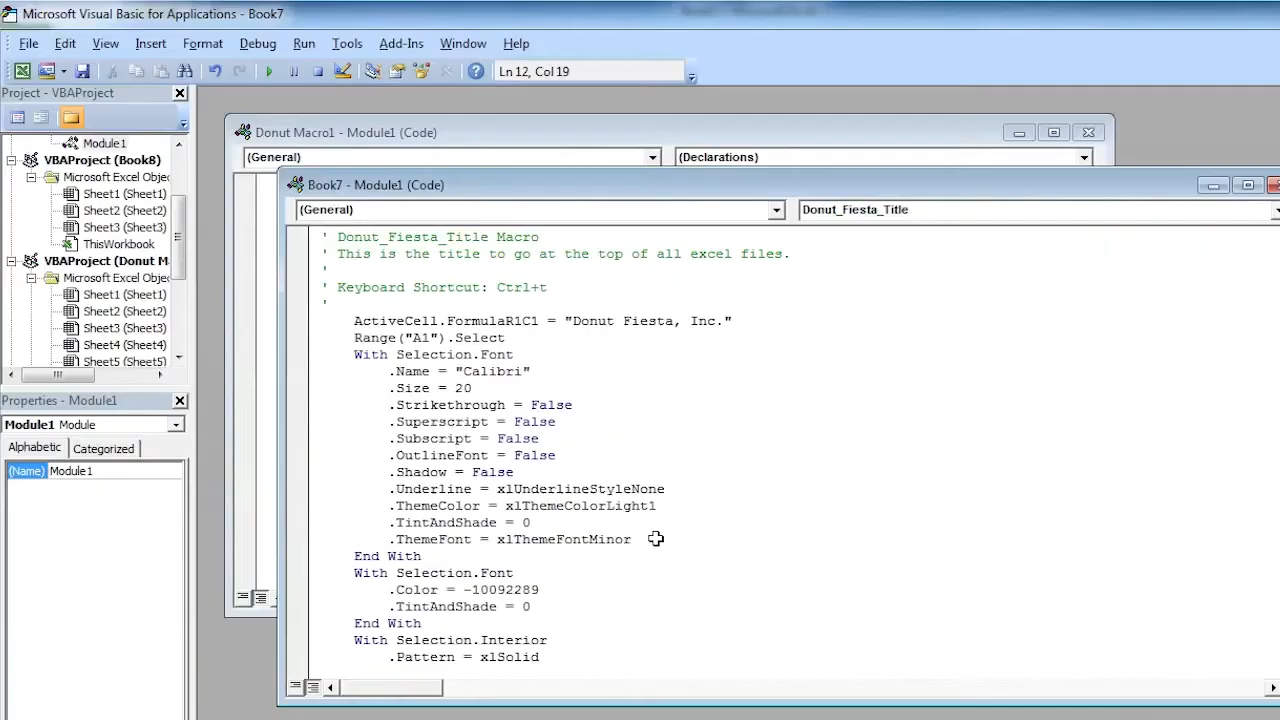 Microsoft Visual Basic for Applications - Book7
File Edit View Insert Format Debug Run Tools Add-Ins Window Help
Ln 12, Col 19
Project - VBAProject
Module1
VBAProject (Book8)
Microsoft Excel Obje
Sheet1 (Sheet1)
Sheet2 (Sheet2)
Sheet3 (Sheet3)
ThisWorkbook
VBAProject (Donut M
Microsoft Excel Obje
Sheet1 (Sheet1)
Sheet2 (Sheet2)
Sheet3 (Sheet3)
Sheet4 (Sheet4)
Sheet5 (Sheet5)
Properties - Module1
Module1 Module
Alphabetic Categorized
(Name) Module1
Donut Macro1 - Module1 (Code)
(General) (Declarations)
Book7 - Module1 (Code)
(General) Donut_Fiesta_Title
' Donut_Fiesta_Title Macro
' This is the title to go at the top of all excel files.
'
' Keyboard Shortcut: Ctrl+t
'
ActiveCell.FormulaR1C1 = "Donut Fiesta, Inc."
Range("A1").Select
With Selection.Font
.Name = "Calibri"
.Size = 20
.Strikethrough = False
.Superscript = False
.Subscript = False
.OutlineFont = False
.Shadow = False
.Underline = xlUnderlineStyleNone
.ThemeColor = xlThemeColorLight1
.TintAndShade = 0
.ThemeFont = xlThemeFontMinor
End With
With Selection.Font
.Color = -10092289
.TintAndShade = 0
End With
With Selection.Interior
.Pattern = xlSolid